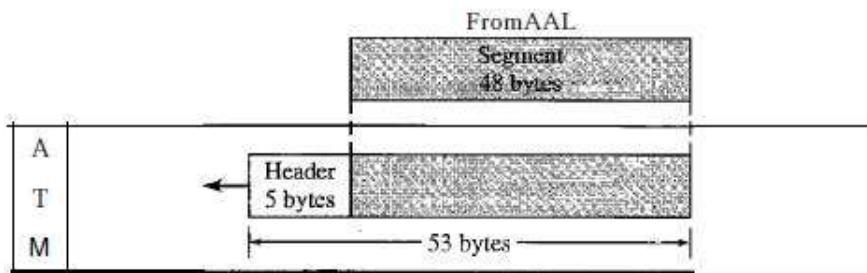 FromAAL
Segment
48 bytes
A
T
M
Header
5 bytes
53 bytes